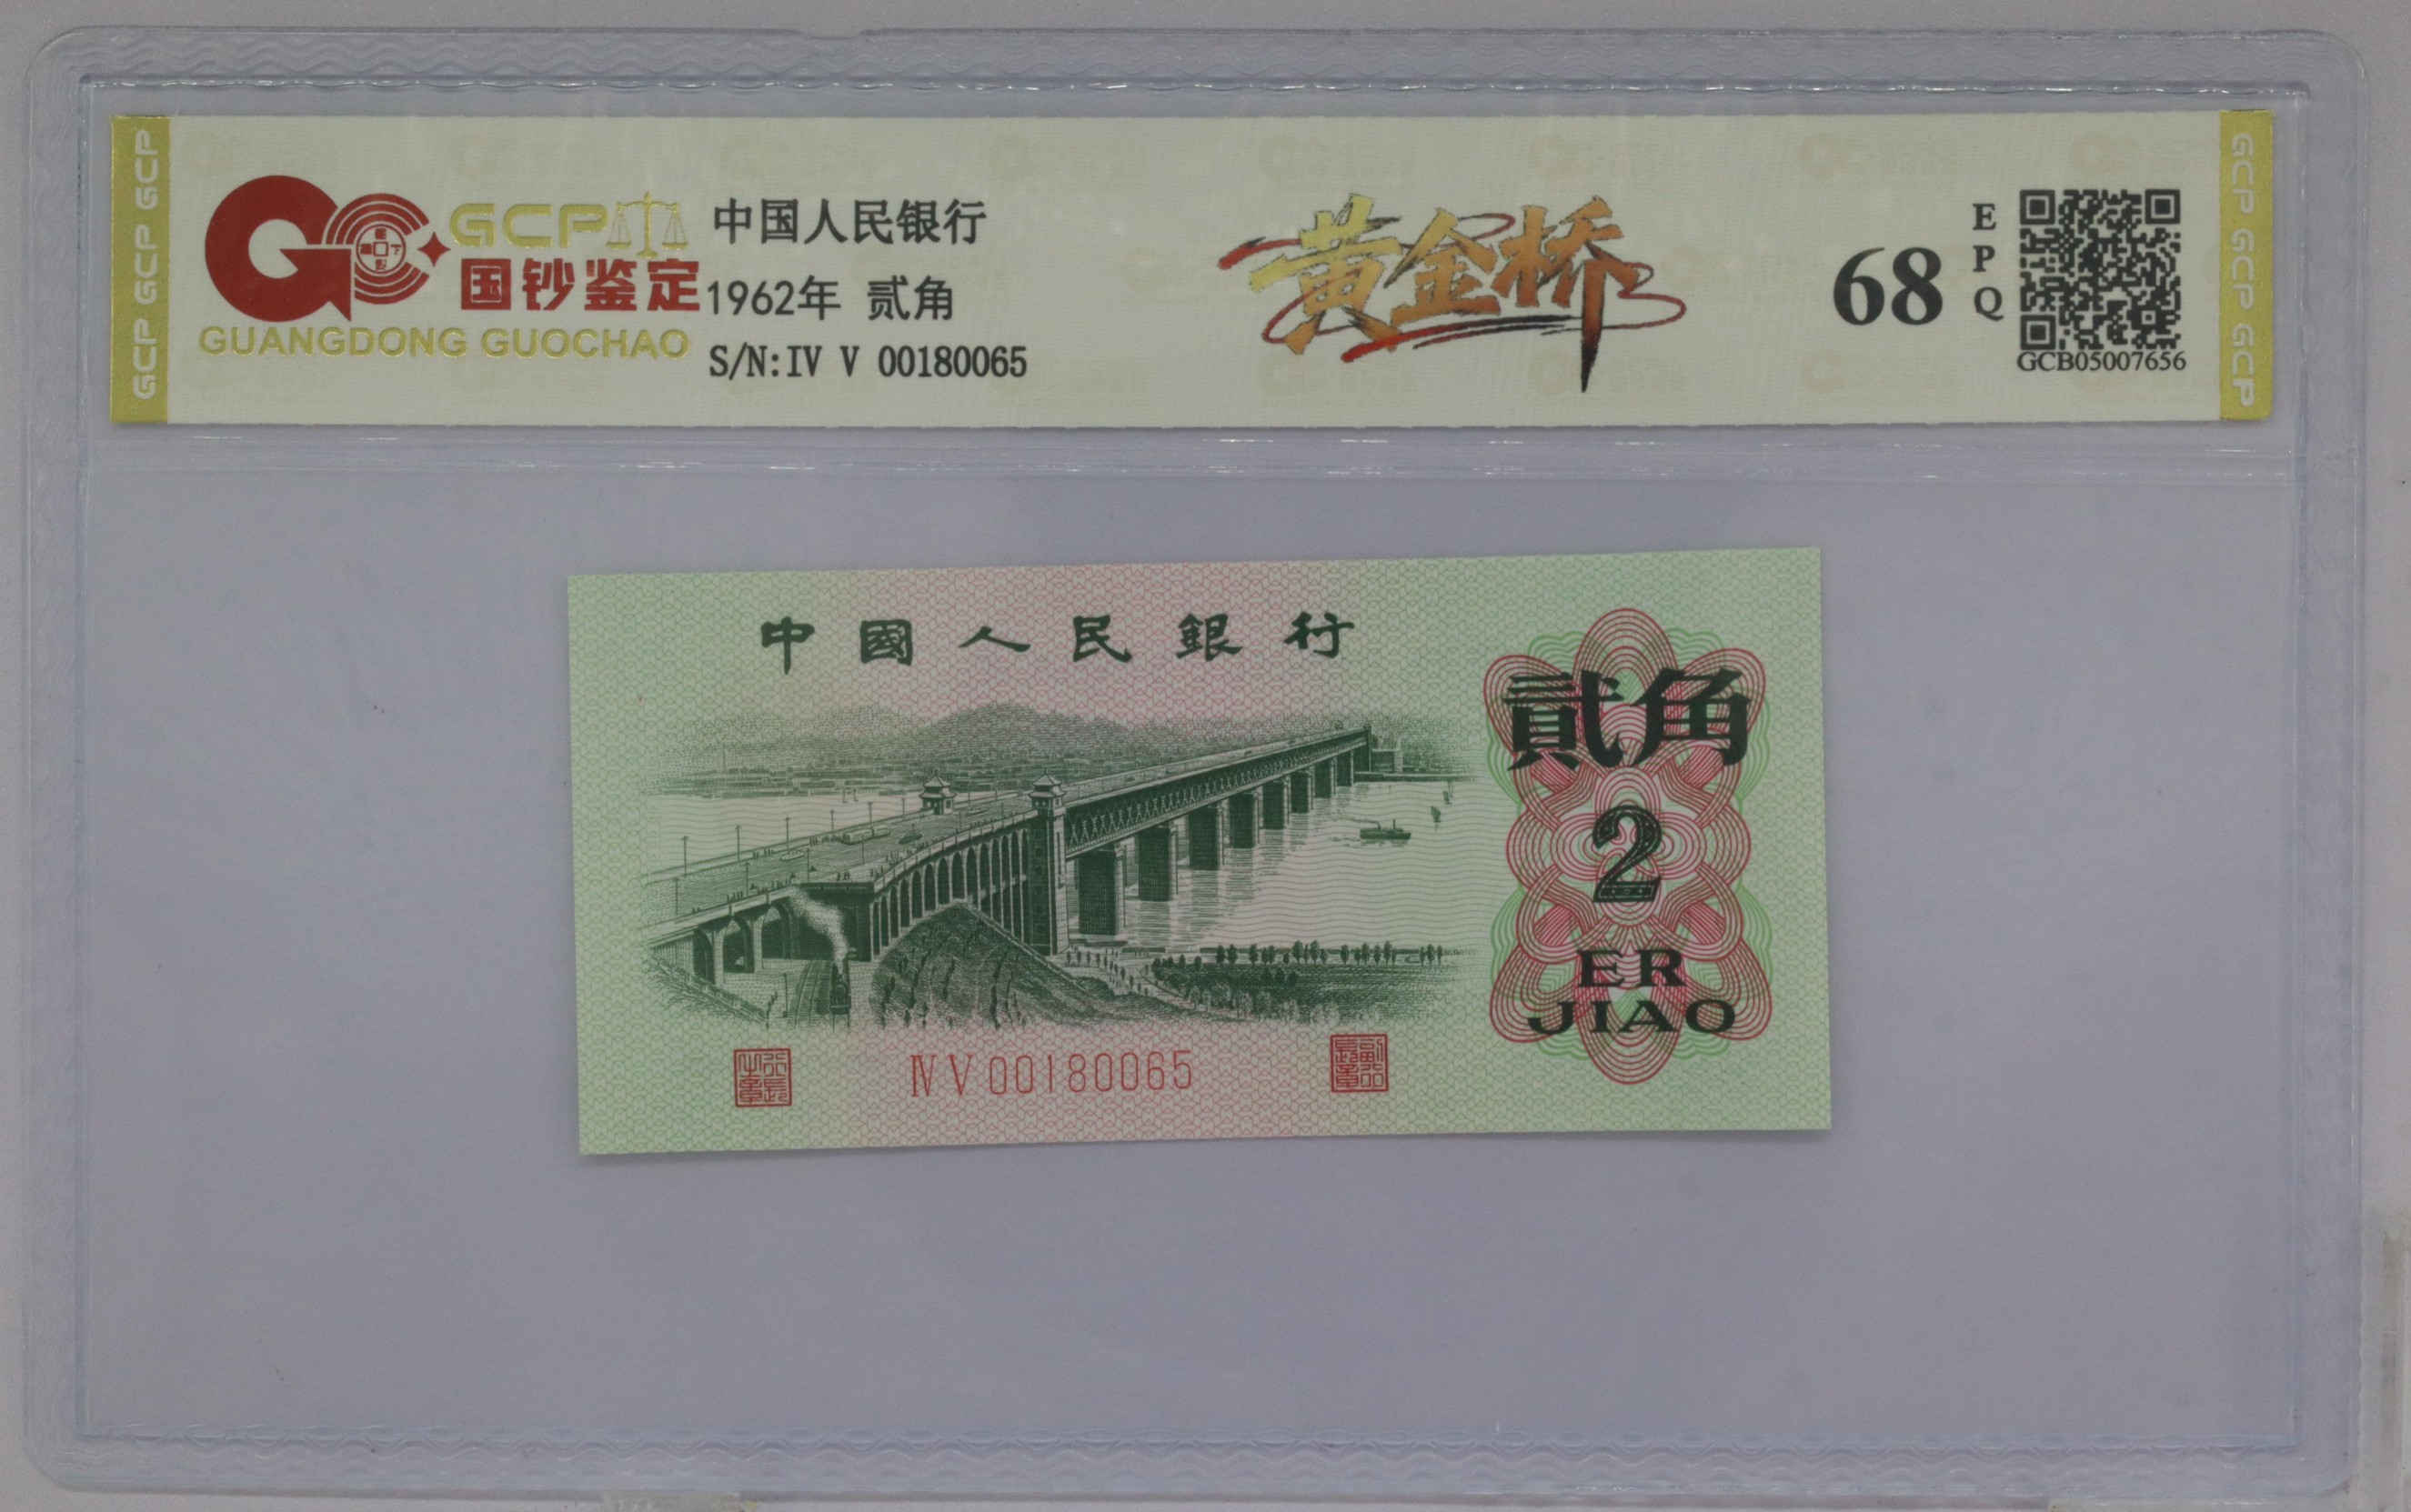 GCP GCP GCP
GCP
国钞鉴定
GUANGDONG GUOCHAO
中国人民银行
1962年 贰角
S/N:IV V 00180065
黄金桥
68
EPQ
GCB05007656
GCP GCP GCP
中國人民銀行
貳角
2
ER
JIAO
IV V 00180065